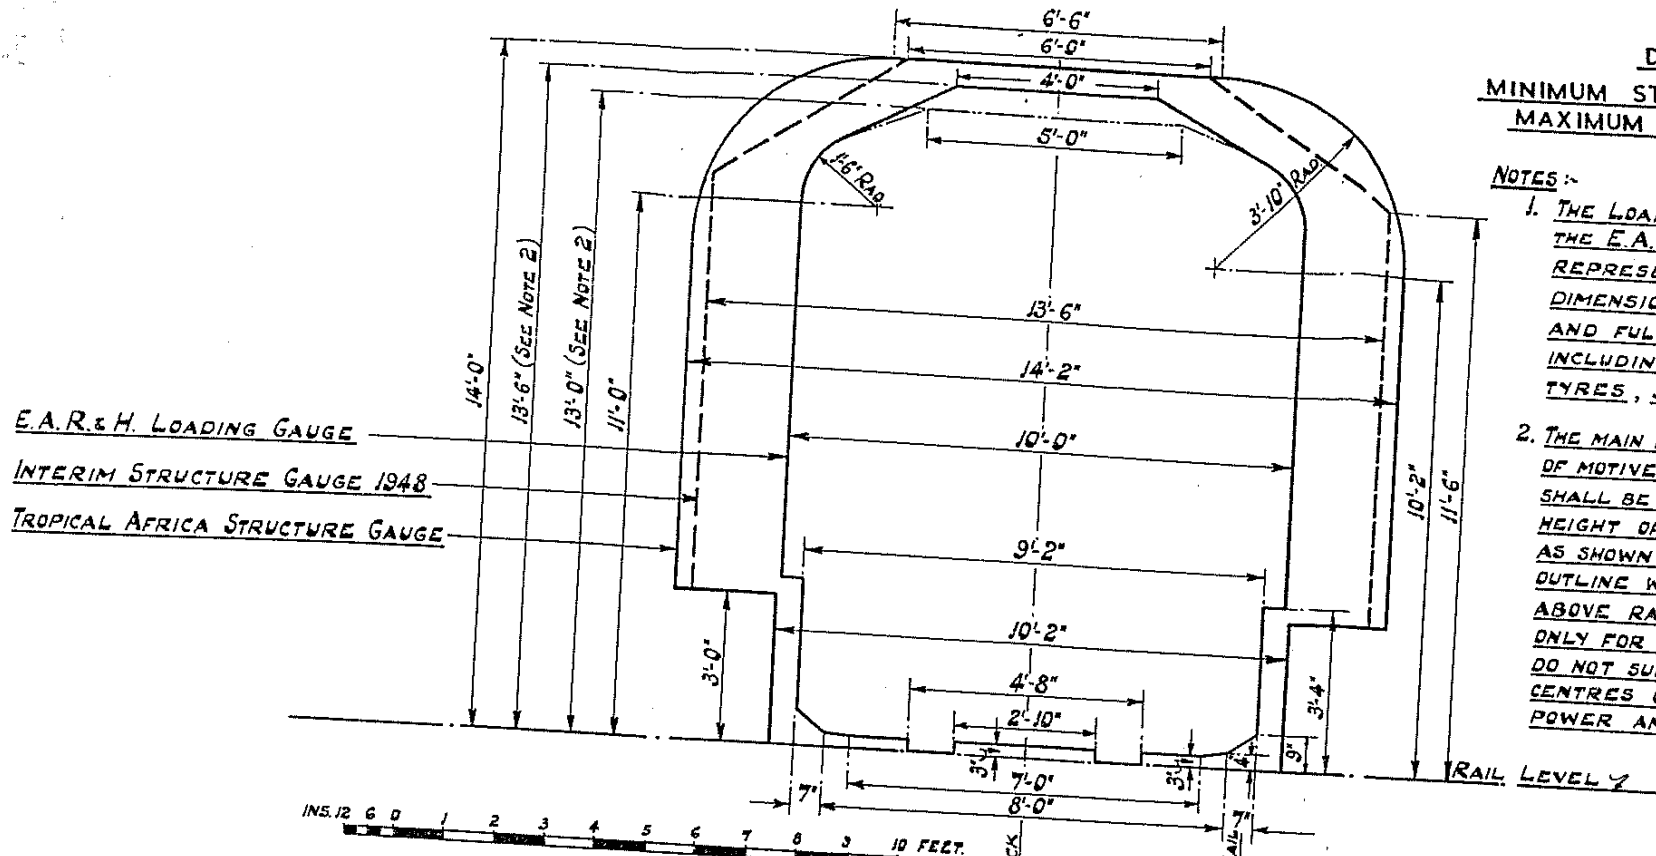 6'-6"
6'-0"
4'-0"
5'-0"
1'-6" RAD
3'-10" RAD
14'-0"
13'-6" (SEE NOTE 2)
13'-0" (SEE NOTE 2)
11'-0"
13'-6"
14'-2"
10'-0"
9'-2"
10'-2"
4'-8"
2'-10"
7'-0"
8'-0"
3'-0"
3'-4"
10'-2"
11'-6"
9"
4"
7"
7"
E.A.R.& H. LOADING GAUGE
INTERIM STRUCTURE GAUGE 1948
TROPICAL AFRICA STRUCTURE GAUGE
INS. 12 6 0 1 2 3 4 5 6 7 8 9 10 FEET.
RAIL LEVEL
D
MINIMUM ST
MAXIMUM
NOTES :-
1. THE LOA
THE E.A.
REPRESE
DIMENSIO
AND FUL
INCLUDIN
TYRES, S
2. THE MAIN
OF MOTIVE
SHALL BE
HEIGHT OF
AS SHOWN
OUTLINE W
ABOVE RA
ONLY FOR
DO NOT SU
CENTRES
POWER AN